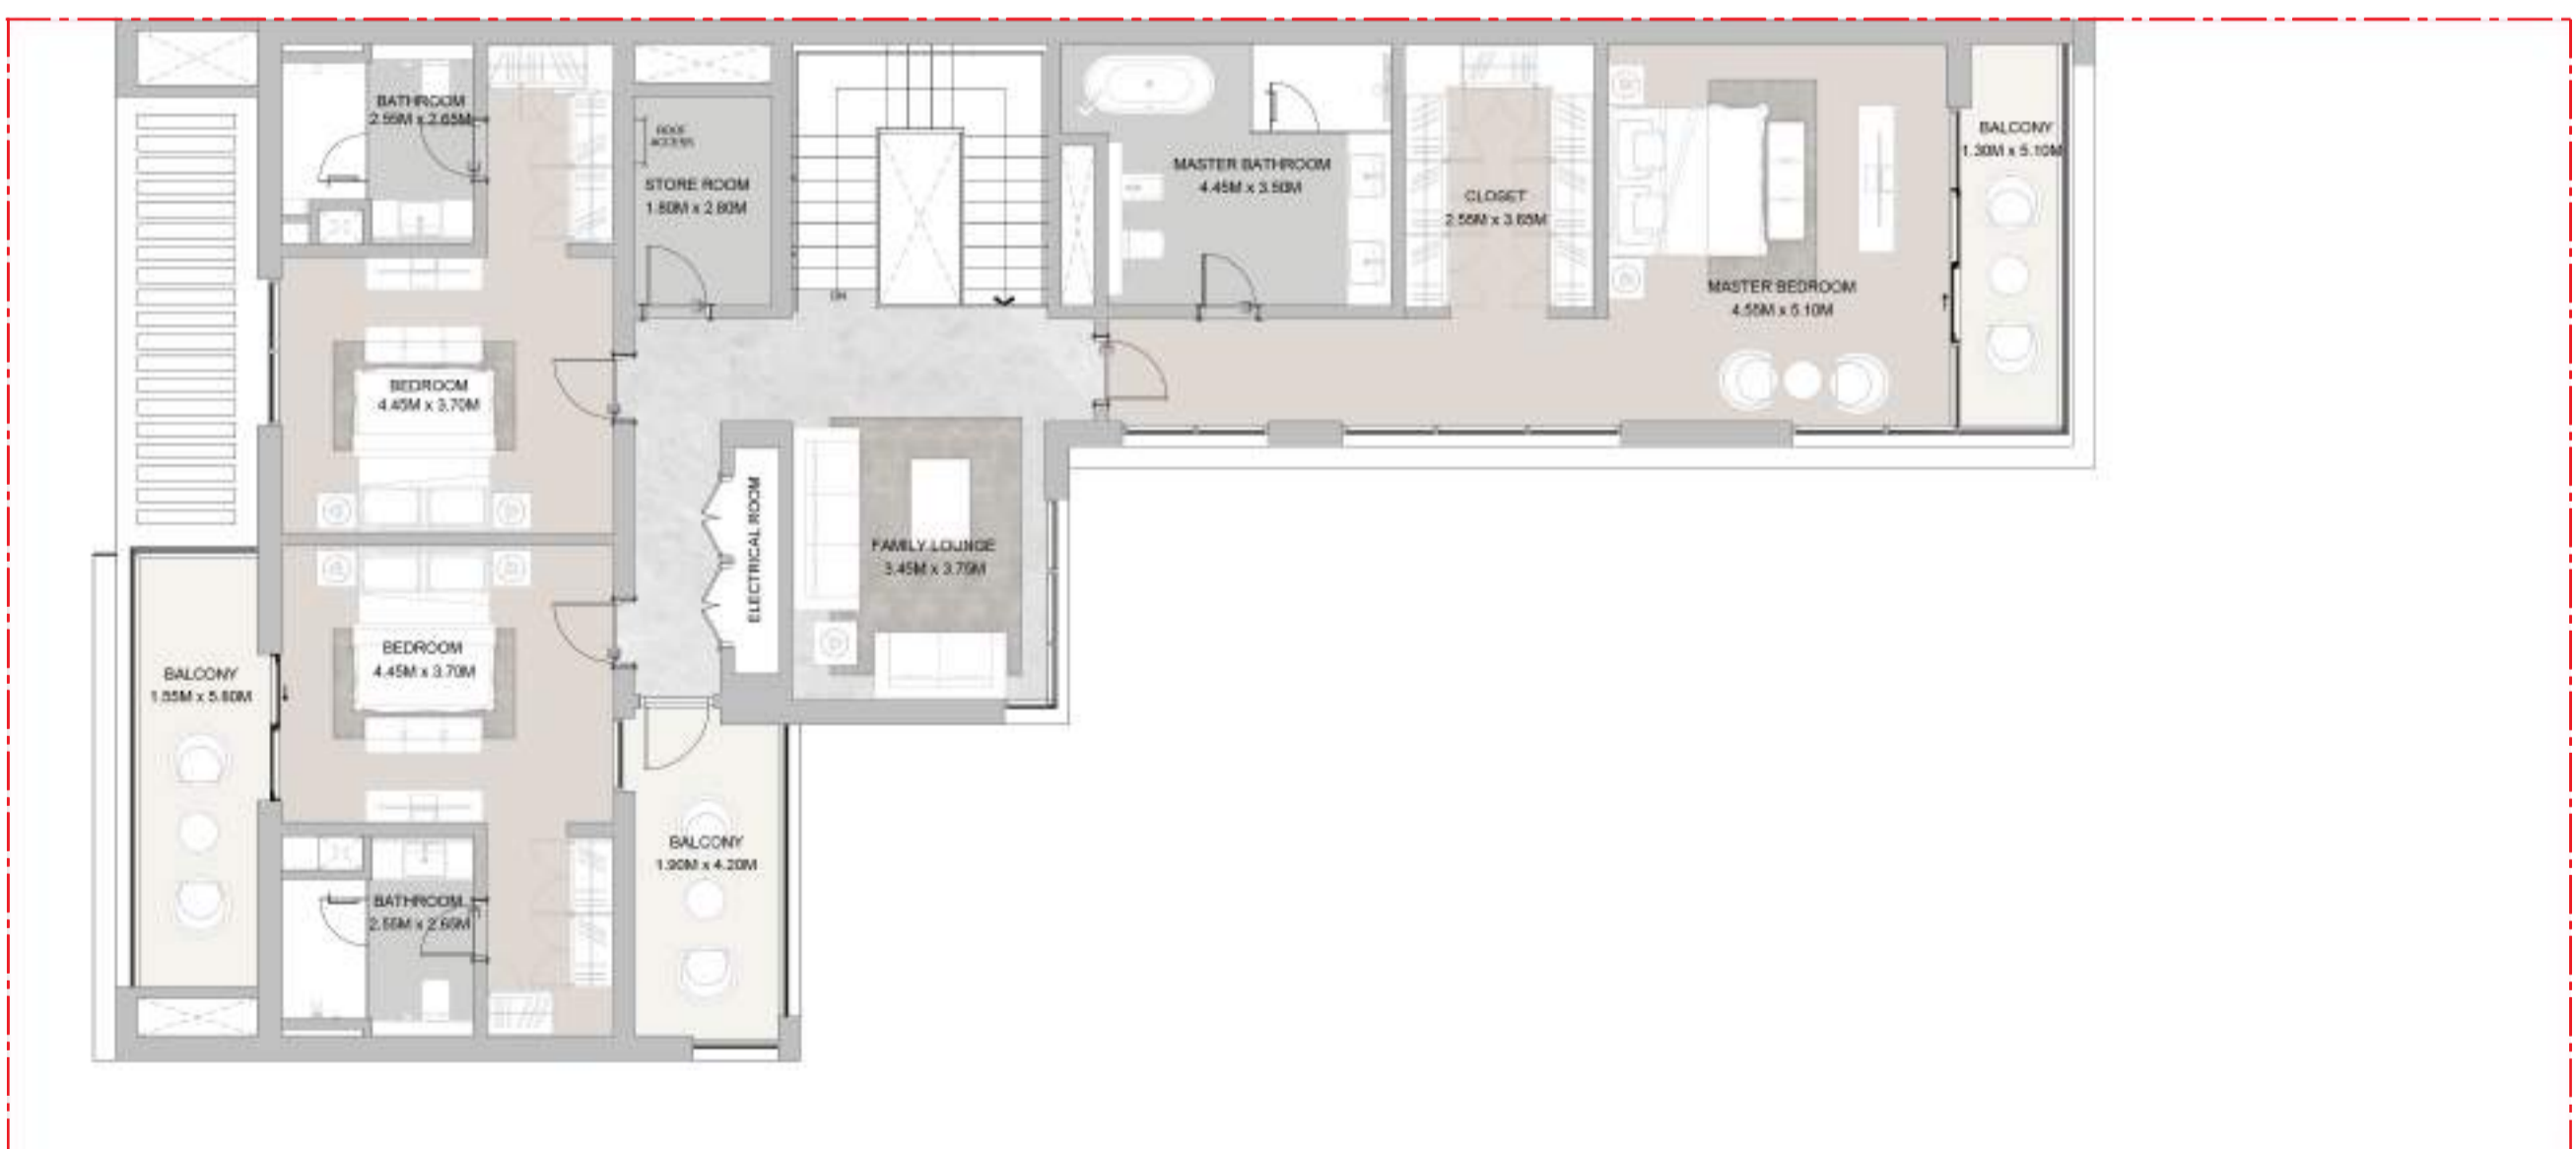 BATHROOM
2.55M x 2.65M
ROOF
ACCESS
STORE ROOM
1.80M x 2.80M
DN
MASTER BATHROOM
4.45M x 3.50M
CLOSET
2.55M x 3.65M
MASTER BEDROOM
4.55M x 5.10M
BALCONY
1.30M x 5.10M
BEDROOM
4.45M x 3.70M
ELECTRICAL ROOM
FAMILY LOUNGE
3.45M x 3.75M
BEDROOM
4.45M x 3.70M
BALCONY
1.55M x 5.80M
BALCONY
1.90M x 4.20M
BATHROOM
2.55M x 2.65M